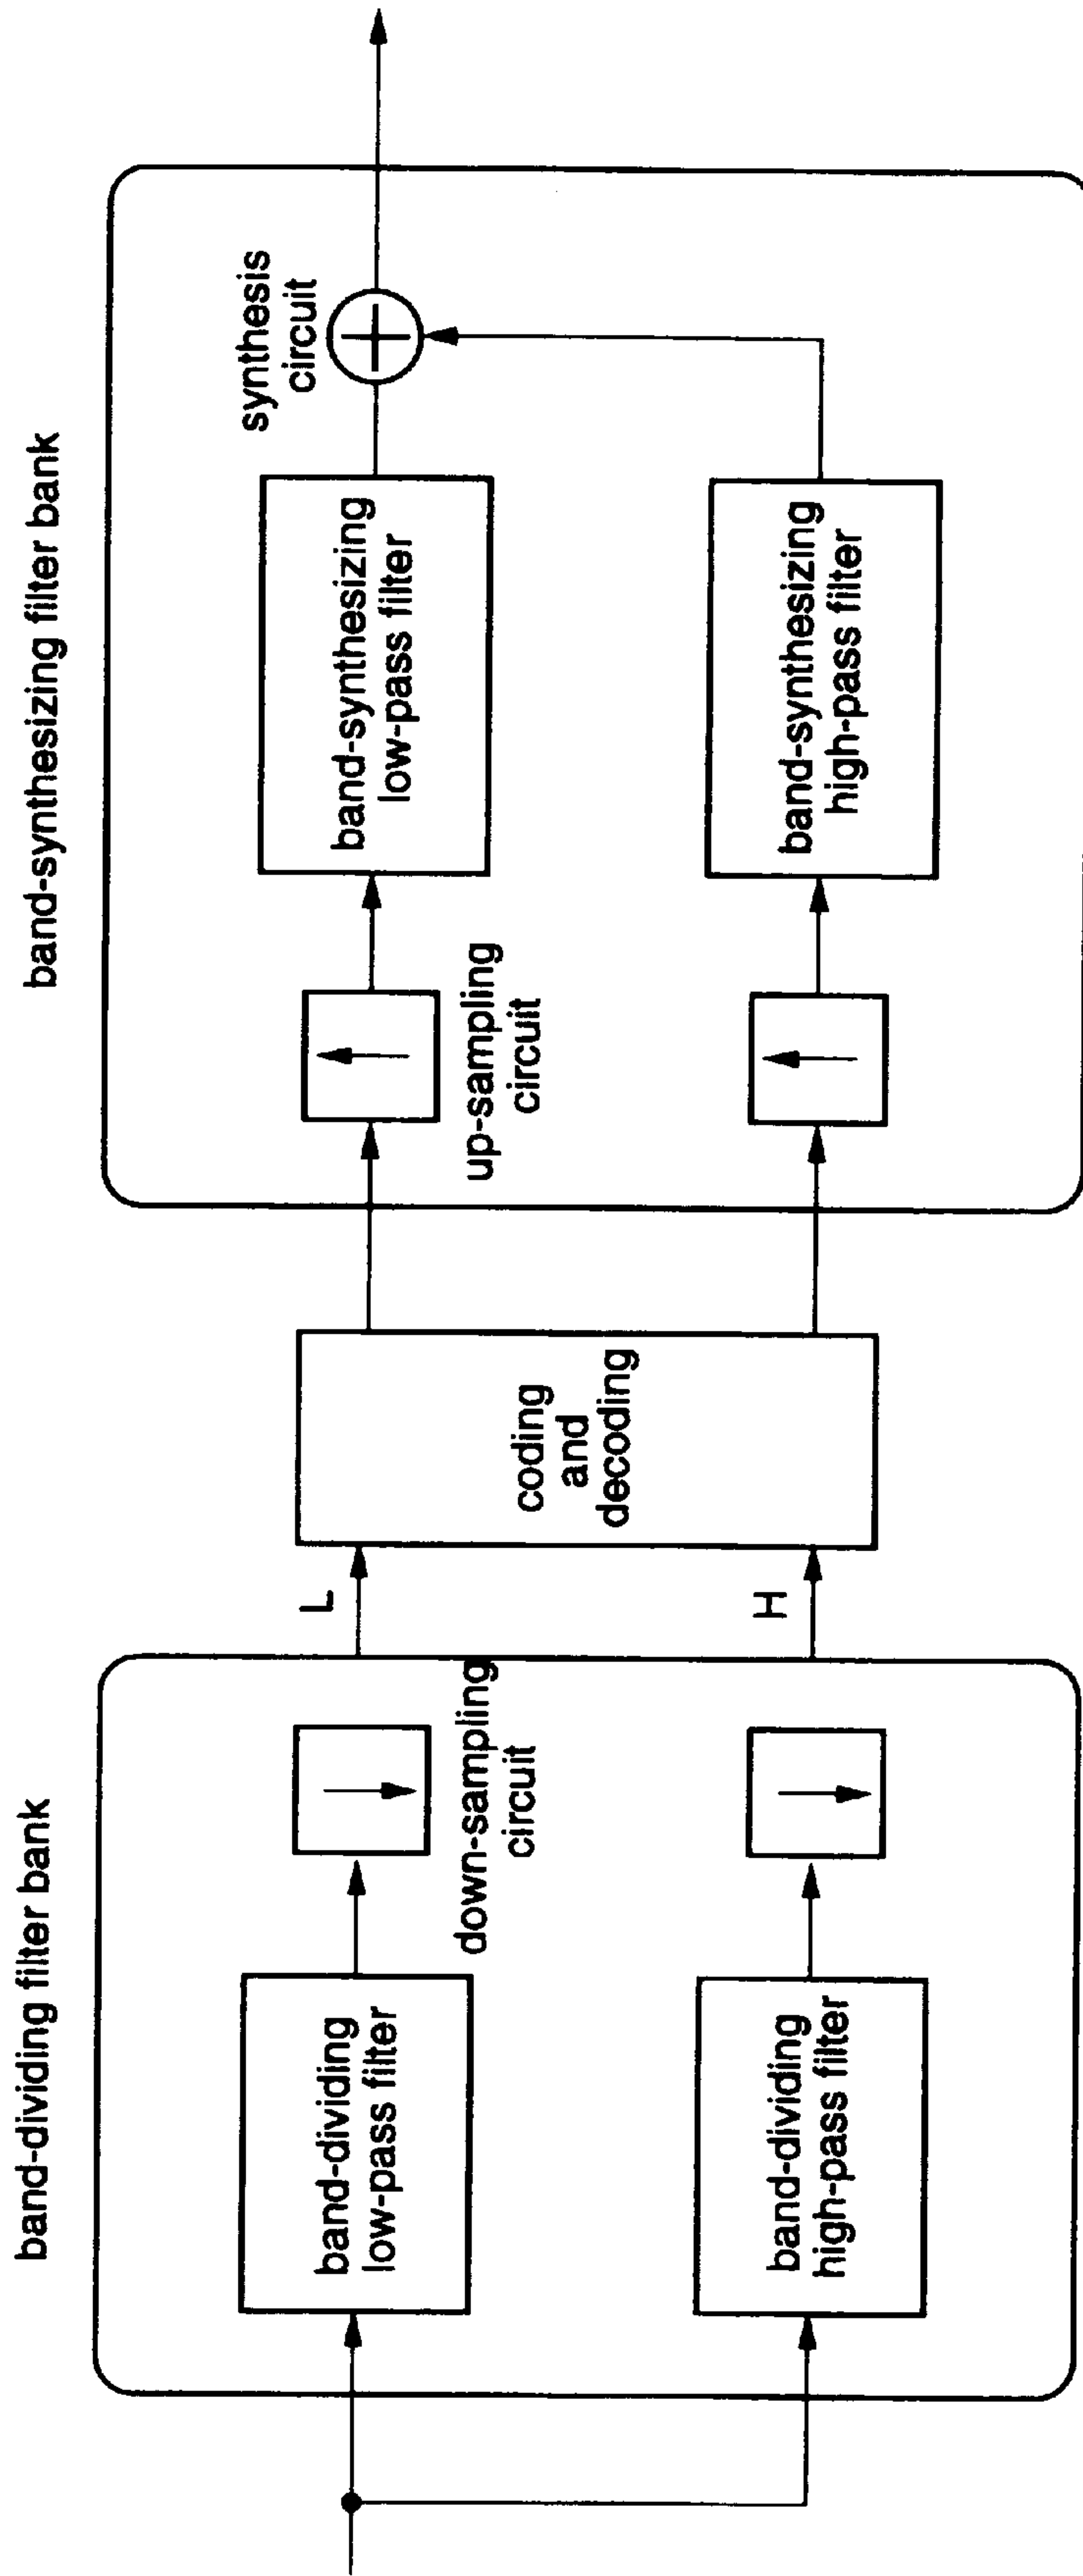 band-dividing filter bank
band-dividing
low-pass filter
down-sampling
circuit
band-dividing
high-pass filter
L
H
coding
and
decoding
band-synthesizing filter bank
up-sampling
circuit
band-synthesizing
low-pass filter
synthesis
circuit
band-synthesizing
high-pass filter